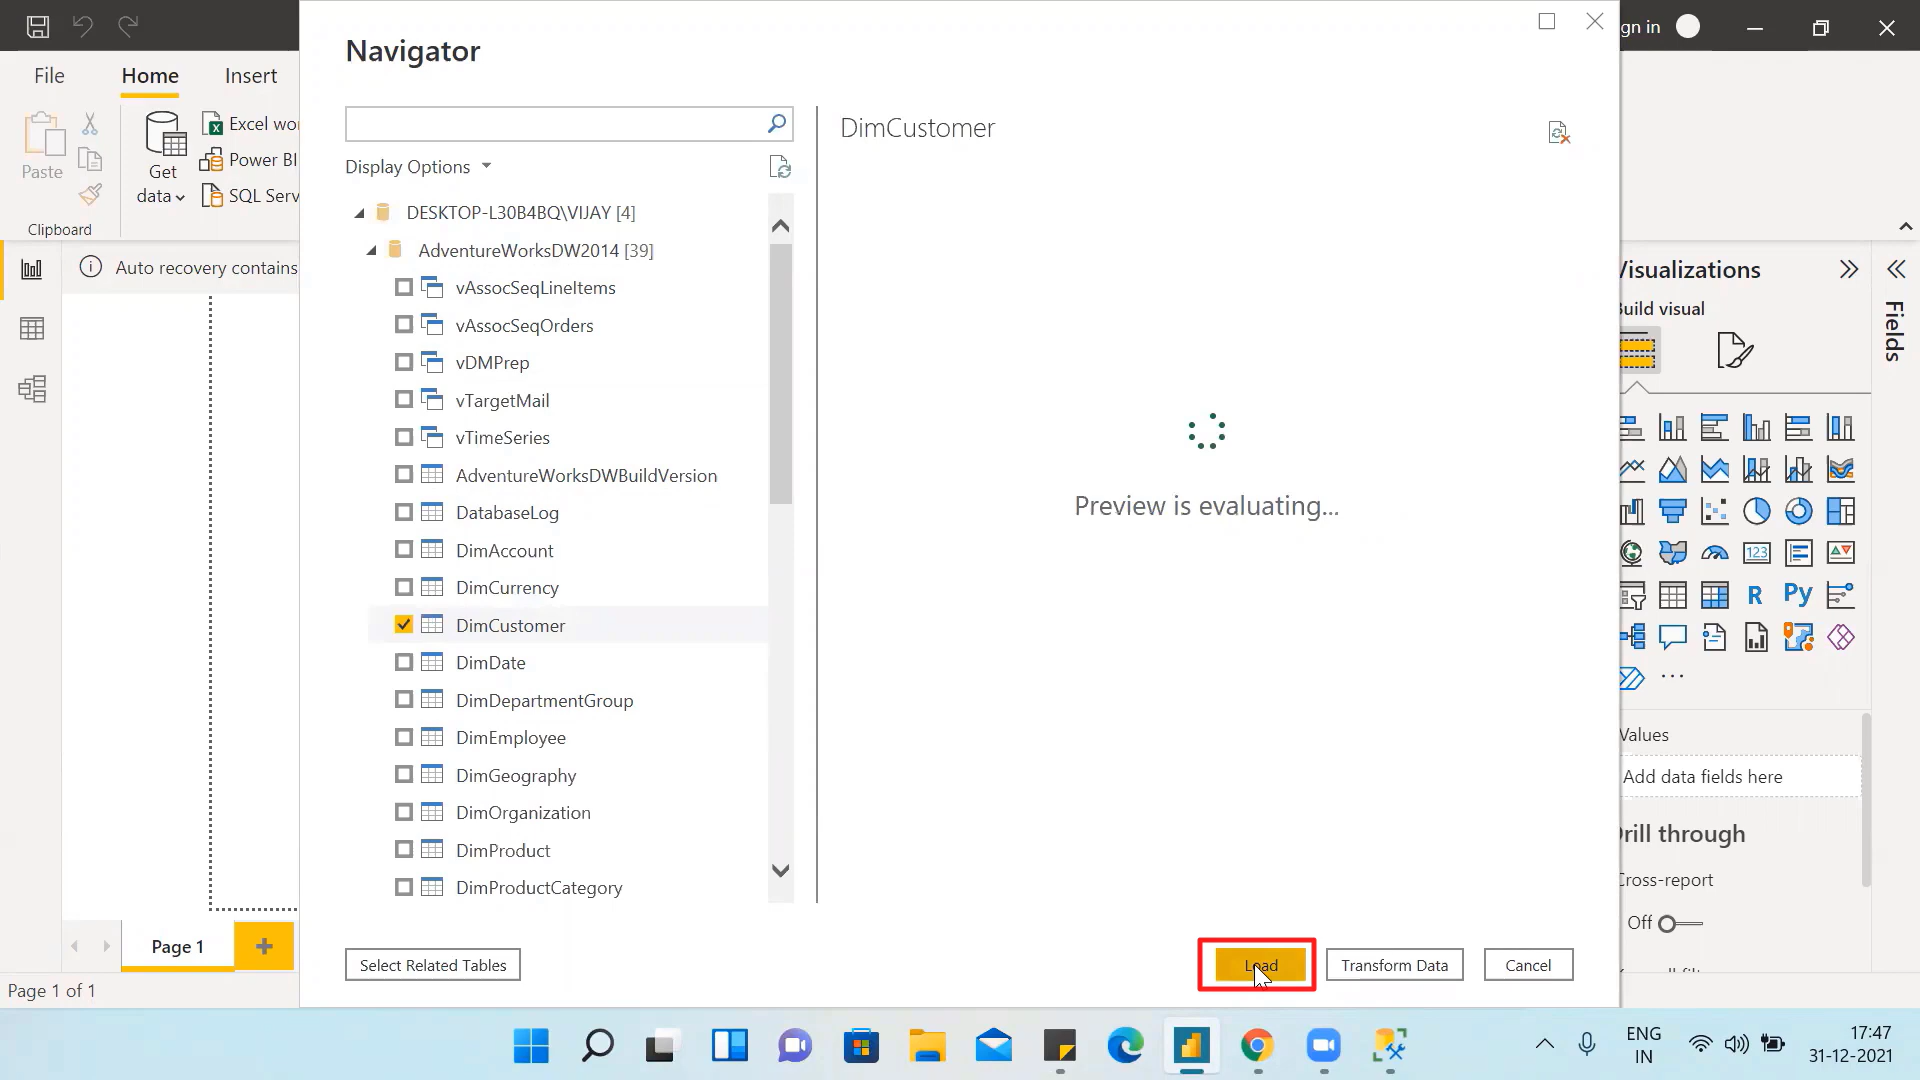 gn in
File
Home
Insert
Paste
Clipboard
Get
data
Excel wo
Power BI
SQL Serv
Auto recovery contains
Navigator
Display Options
DESKTOP-L30B4BQ\VIJAY [4]
AdventureWorksDW2014 [39]
vAssocSeqLineItems
vAssocSeqOrders
vDMPrep
vTargetMail
vTimeSeries
AdventureWorksDWBuildVersion
DatabaseLog
DimAccount
DimCurrency
DimCustomer
DimDate
DimDepartmentGroup
DimEmployee
DimGeography
DimOrganization
DimProduct
DimProductCategory
Select Related Tables
DimCustomer
Preview is evaluating...
Load
Transform Data
Cancel
Visualizations
Build visual
Fields
123
R
Py
...
Values
Add data fields here
Drill through
Cross-report
Off
Page 1
Page 1 of 1
ENG
IN
17:47
31-12-2021